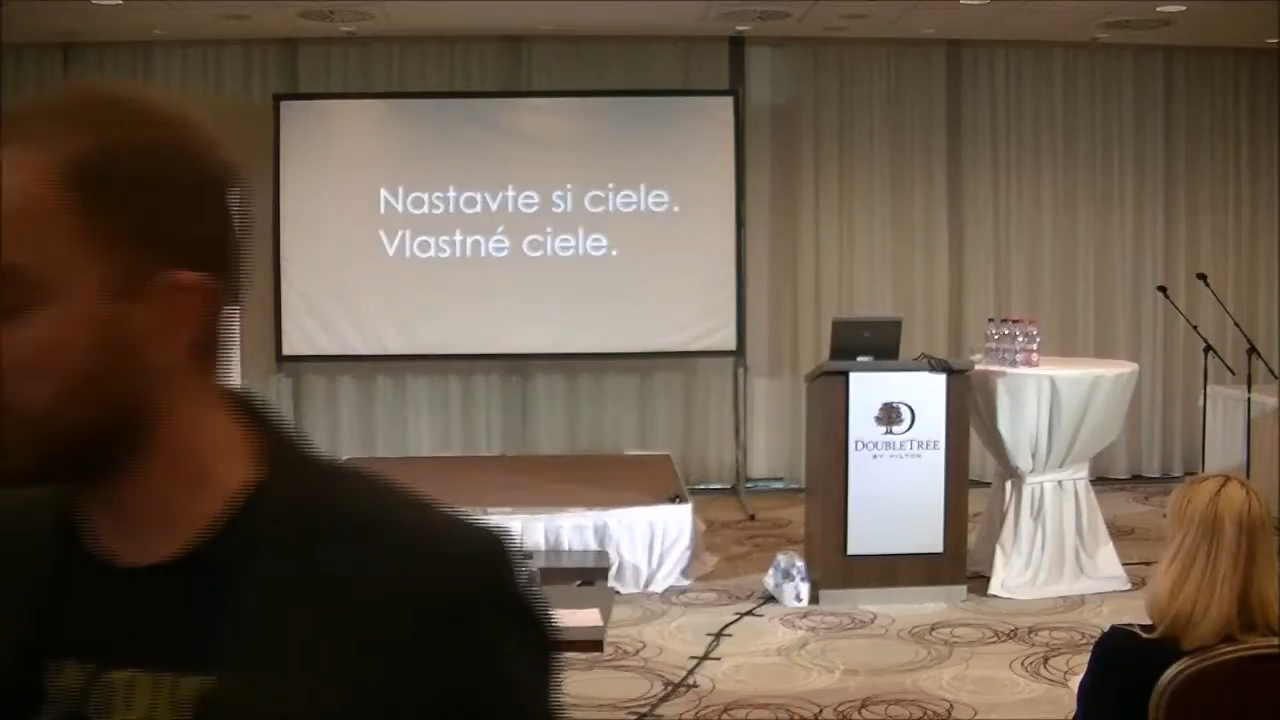 Nastavte si ciele.
Vlastné ciele.
D
DOUBLETREE
BY HILTON